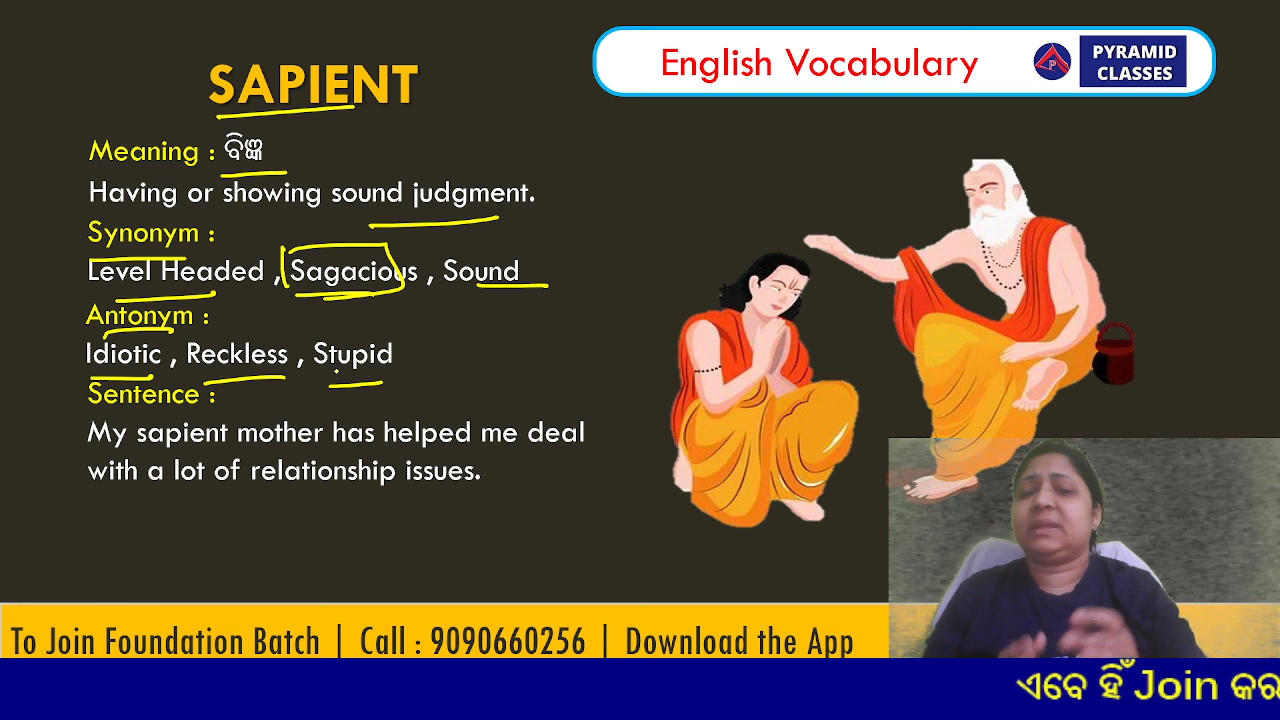 SAPIENT
English Vocabulary
PYRAMID
CLASSES
Meaning : ବିଜ୍ଞ
Having or showing sound judgment.
Synonym :
Level Headed , Sagacious , Sound
Antonym :
Idiotic , Reckless , Stupid
Sentence :
My sapient mother has helped me deal
with a lot of relationship issues.
To Join Foundation Batch | Call : 9090660256 | Download the App
ଏବେ ହିଁ Join କର